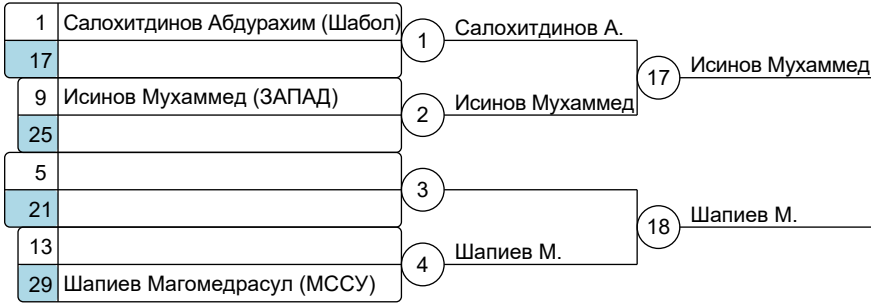 1 Салохитдинов Абдурахим (Шабол)
17
1
Салохитдинов А.
9 Исинов Мухаммед (ЗАПАД)
25
2
Исинов Мухаммед
17
Исинов Мухаммед
5
21
3
13
29 Шапиев Магомедрасул (МССУ)
4
Шапиев М.
18
Шапиев М.